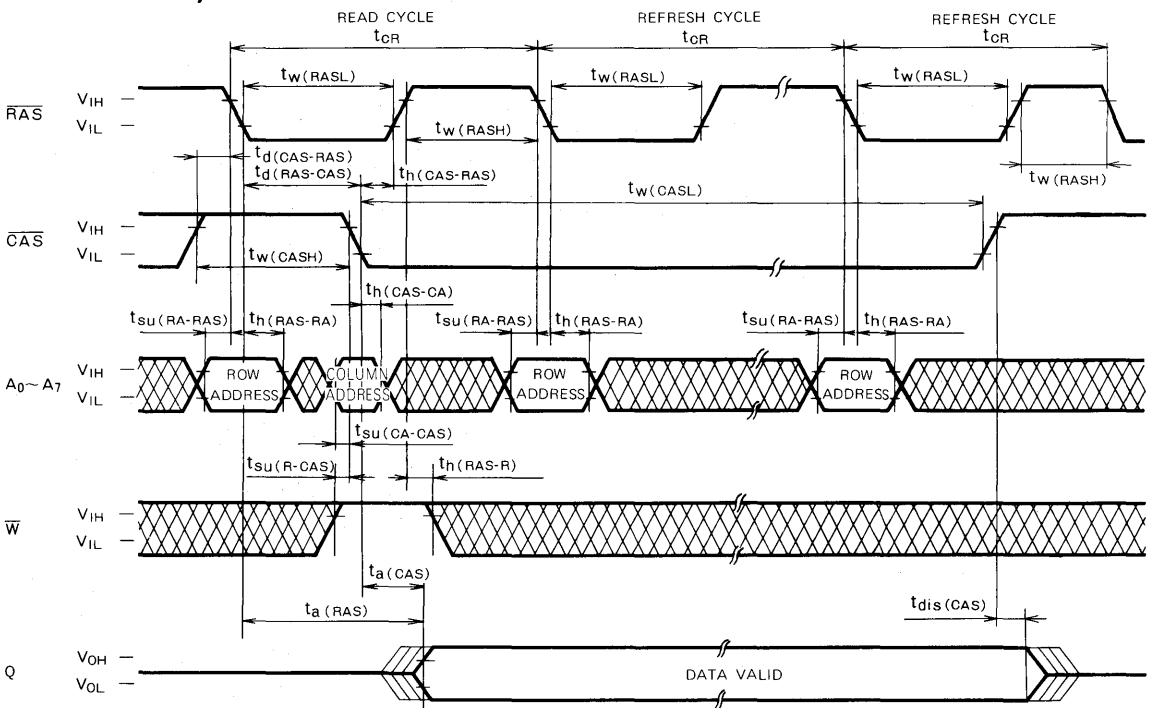 READ CYCLE REFRESH CYCLE REFRESH CYCLE
tCR tCR tCR
tw(RASL) tw(RASL) tw(RASL)
RAS VIH
VIL
tw(RASH)
td(CAS-RAS)
td(RAS-CAS) th(CAS-RAS)
tw(RASH)
tw(CASL)
CAS VIH
VIL
tw(CASH)
th(CAS-CA)
tsu(RA-RAS) th(RAS-RA) tsu(RA-RAS) th(RAS-RA) tsu(RA-RAS) th(RAS-RA)
A0~A7 VIH
VIL
ROW COLUMN ROW ROW
ADDRESS ADDRESS ADDRESS ADDRESS
tsu(CA-CAS)
tsu(R-CAS) th(RAS-R)
W VIH
VIL
ta(CAS)
ta(RAS)
tdis(CAS)
Q VOH
VOL
DATA VALID